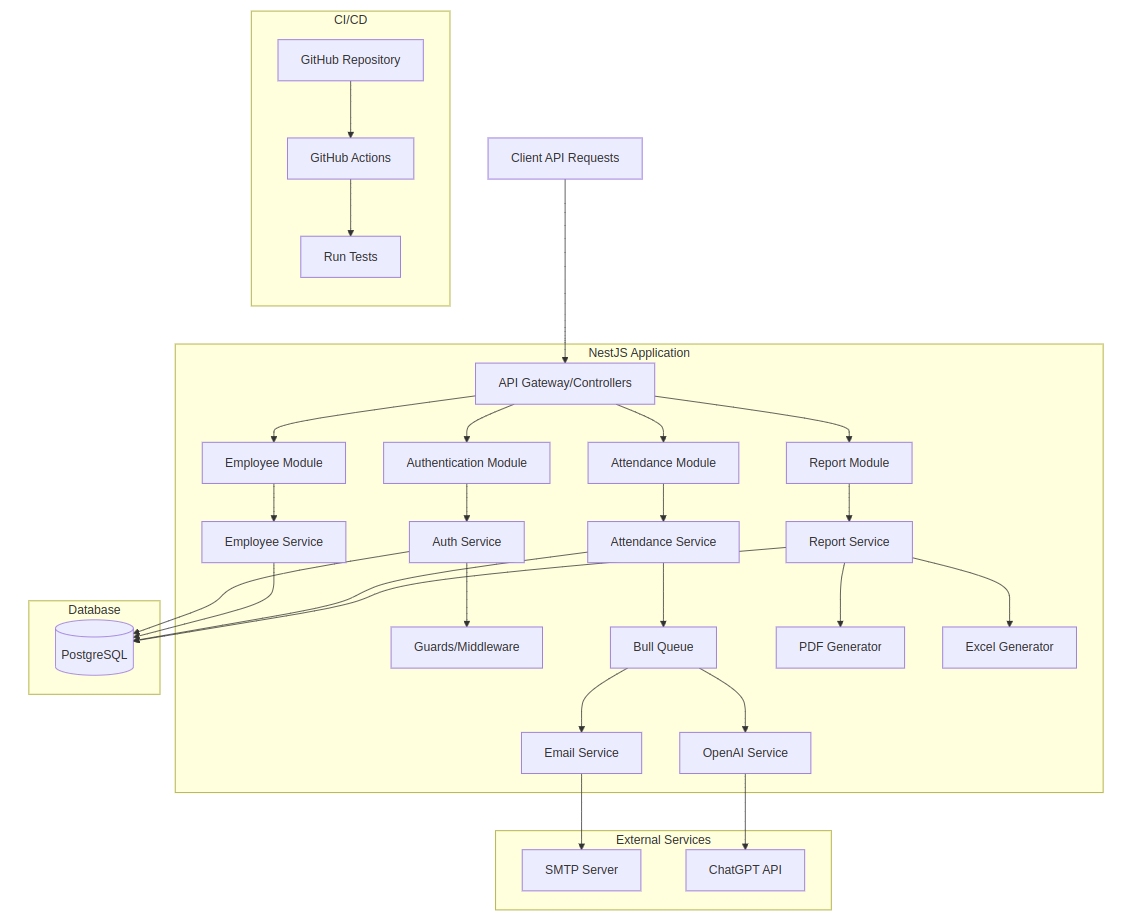 CI/CD
GitHub Repository
GitHub Actions
Client API Requests
Run Tests
NestJS Application
API Gateway/Controllers
Employee Module
Authentication Module
Attendance Module
Report Module
Employee Service
Auth Service
Attendance Service
Report Service
Database
PostgreSQL
Guards/Middleware
Bull Queue
PDF Generator
Excel Generator
Email Service
OpenAI Service
External Services
SMTP Server
ChatGPT API